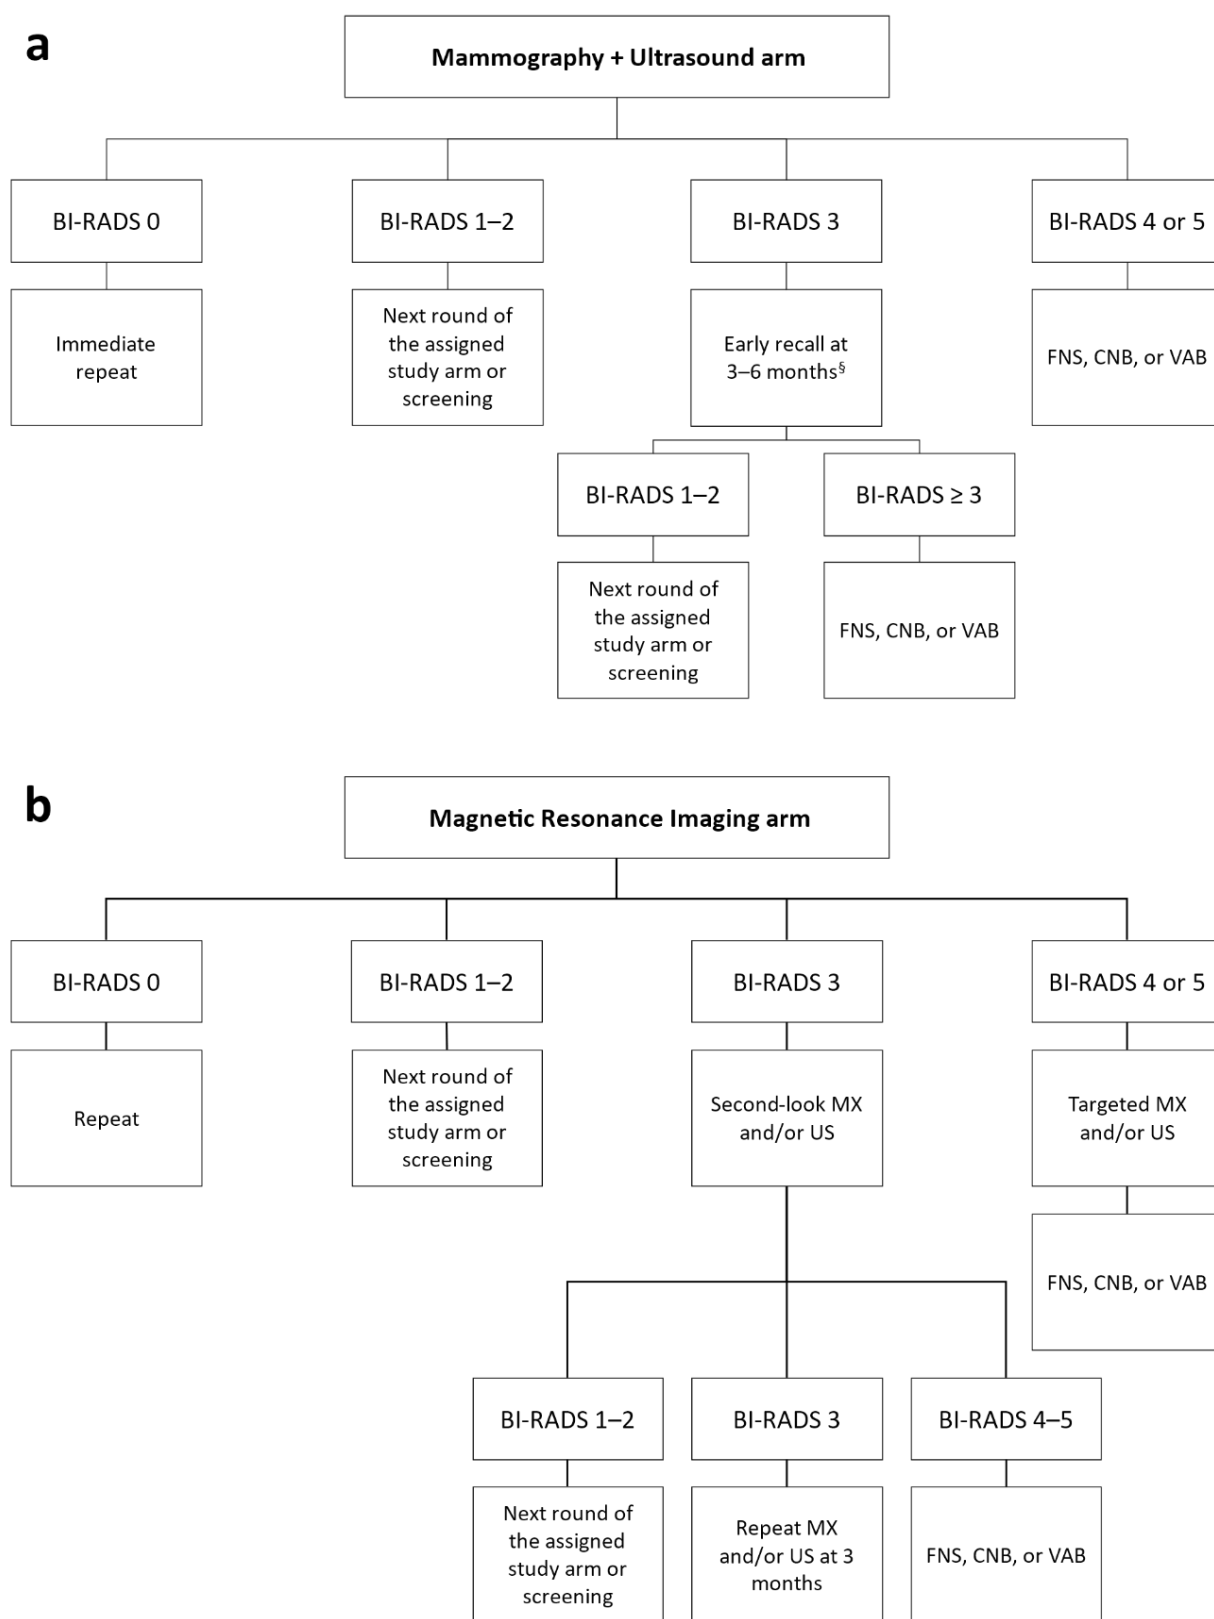 a
Mammography + Ultrasound arm
BI-RADS 0
BI-RADS 1–2
BI-RADS 3
BI-RADS 4 or 5
Immediate
repeat
Next round of
the assigned
study arm or
screening
Early recall at
3–6 months§
FNS, CNB, or VAB
BI-RADS 1–2
BI-RADS ≥ 3
Next round of
the assigned
study arm or
screening
FNS, CNB, or VAB
b
Magnetic Resonance Imaging arm
BI-RADS 0
BI-RADS 1–2
BI-RADS 3
BI-RADS 4 or 5
Repeat
Next round of
the assigned
study arm or
screening
Second-look MX
and/or US
Targeted MX
and/or US
FNS, CNB, or VAB
BI-RADS 1–2
BI-RADS 3
BI-RADS 4–5
Next round of
the assigned
study arm or
screening
Repeat MX
and/or US at 3
months
FNS, CNB, or VAB